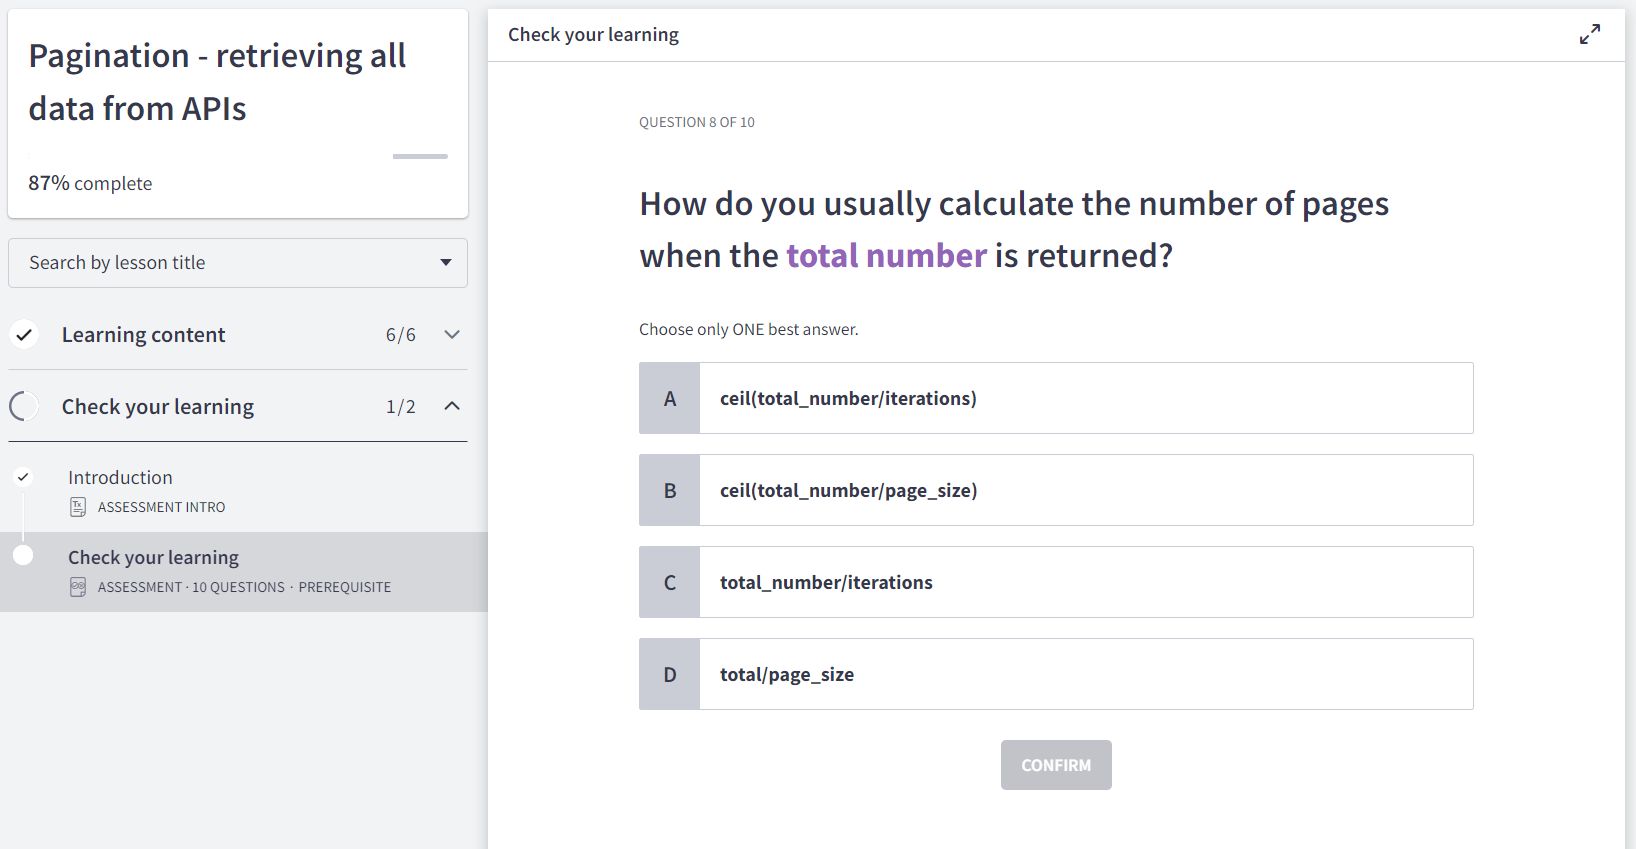 Pagination - retrieving all
data from APIs
87% complete
Search by lesson title
Learning content 6/6
Check your learning 1/2
Introduction
ASSESSMENT INTRO
Check your learning
ASSESSMENT · 10 QUESTIONS · PREREQUISITE
Check your learning
QUESTION 8 OF 10
How do you usually calculate the number of pages
when the total number is returned?
Choose only ONE best answer.
A ceil(total_number/iterations)
B ceil(total_number/page_size)
C total_number/iterations
D total/page_size
CONFIRM